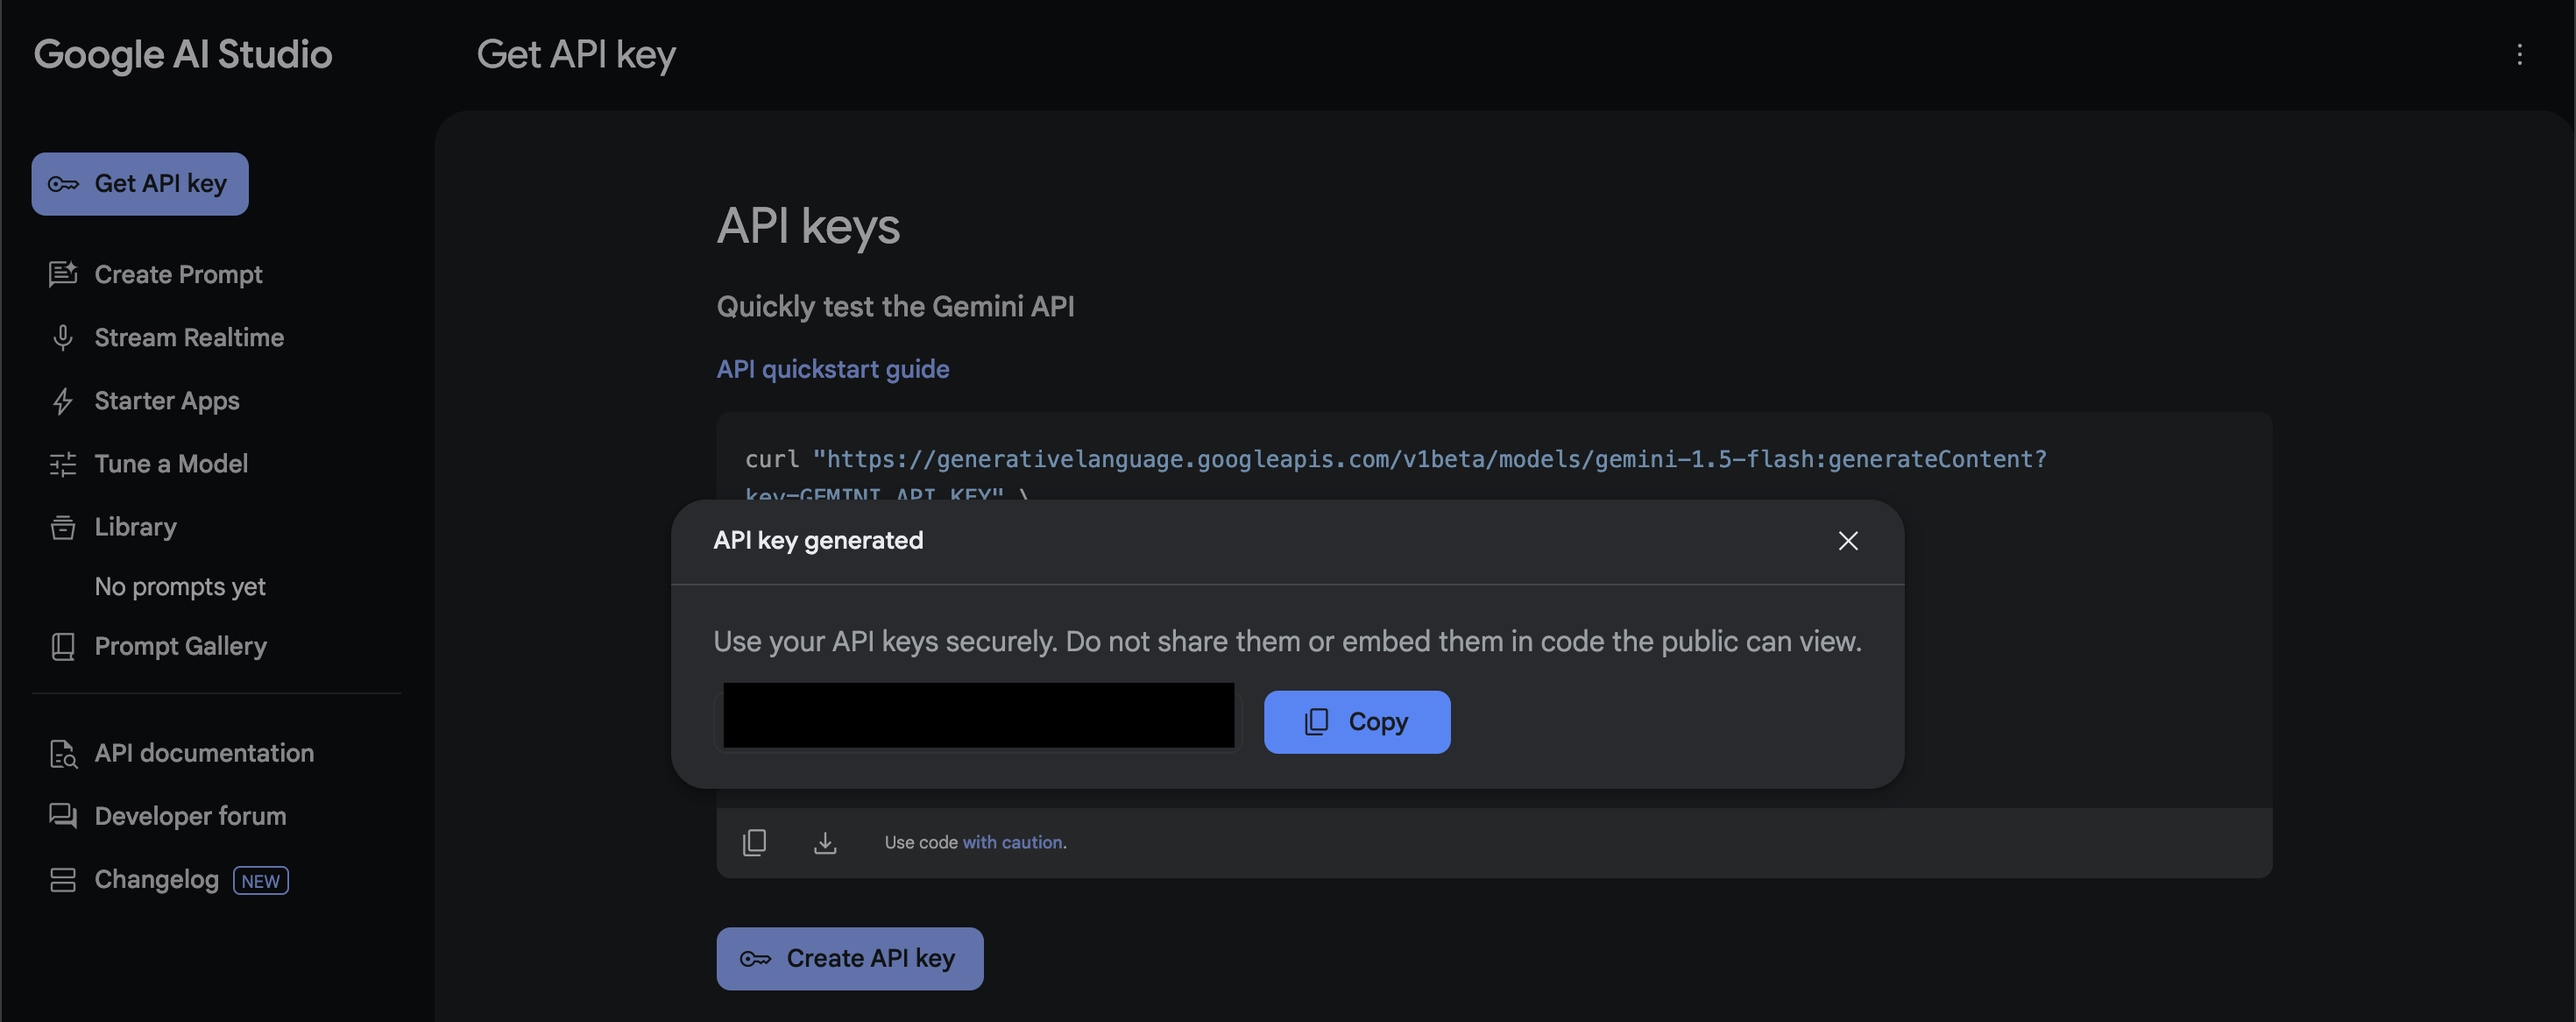 Google AI Studio
Get API key
Get API key
Create Prompt
Stream Realtime
Starter Apps
Tune a Model
Library
No prompts yet
Prompt Gallery
API documentation
Developer forum
Changelog NEW
API keys
Quickly test the Gemini API
API quickstart guide
curl "https://generativelanguage.googleapis.com/v1beta/models/gemini-1.5-flash:generateContent?
key=GEMINI_API_KEY" \
API key generated
Use your API keys securely. Do not share them or embed them in code the public can view.
Copy
Use code with caution.
Create API key